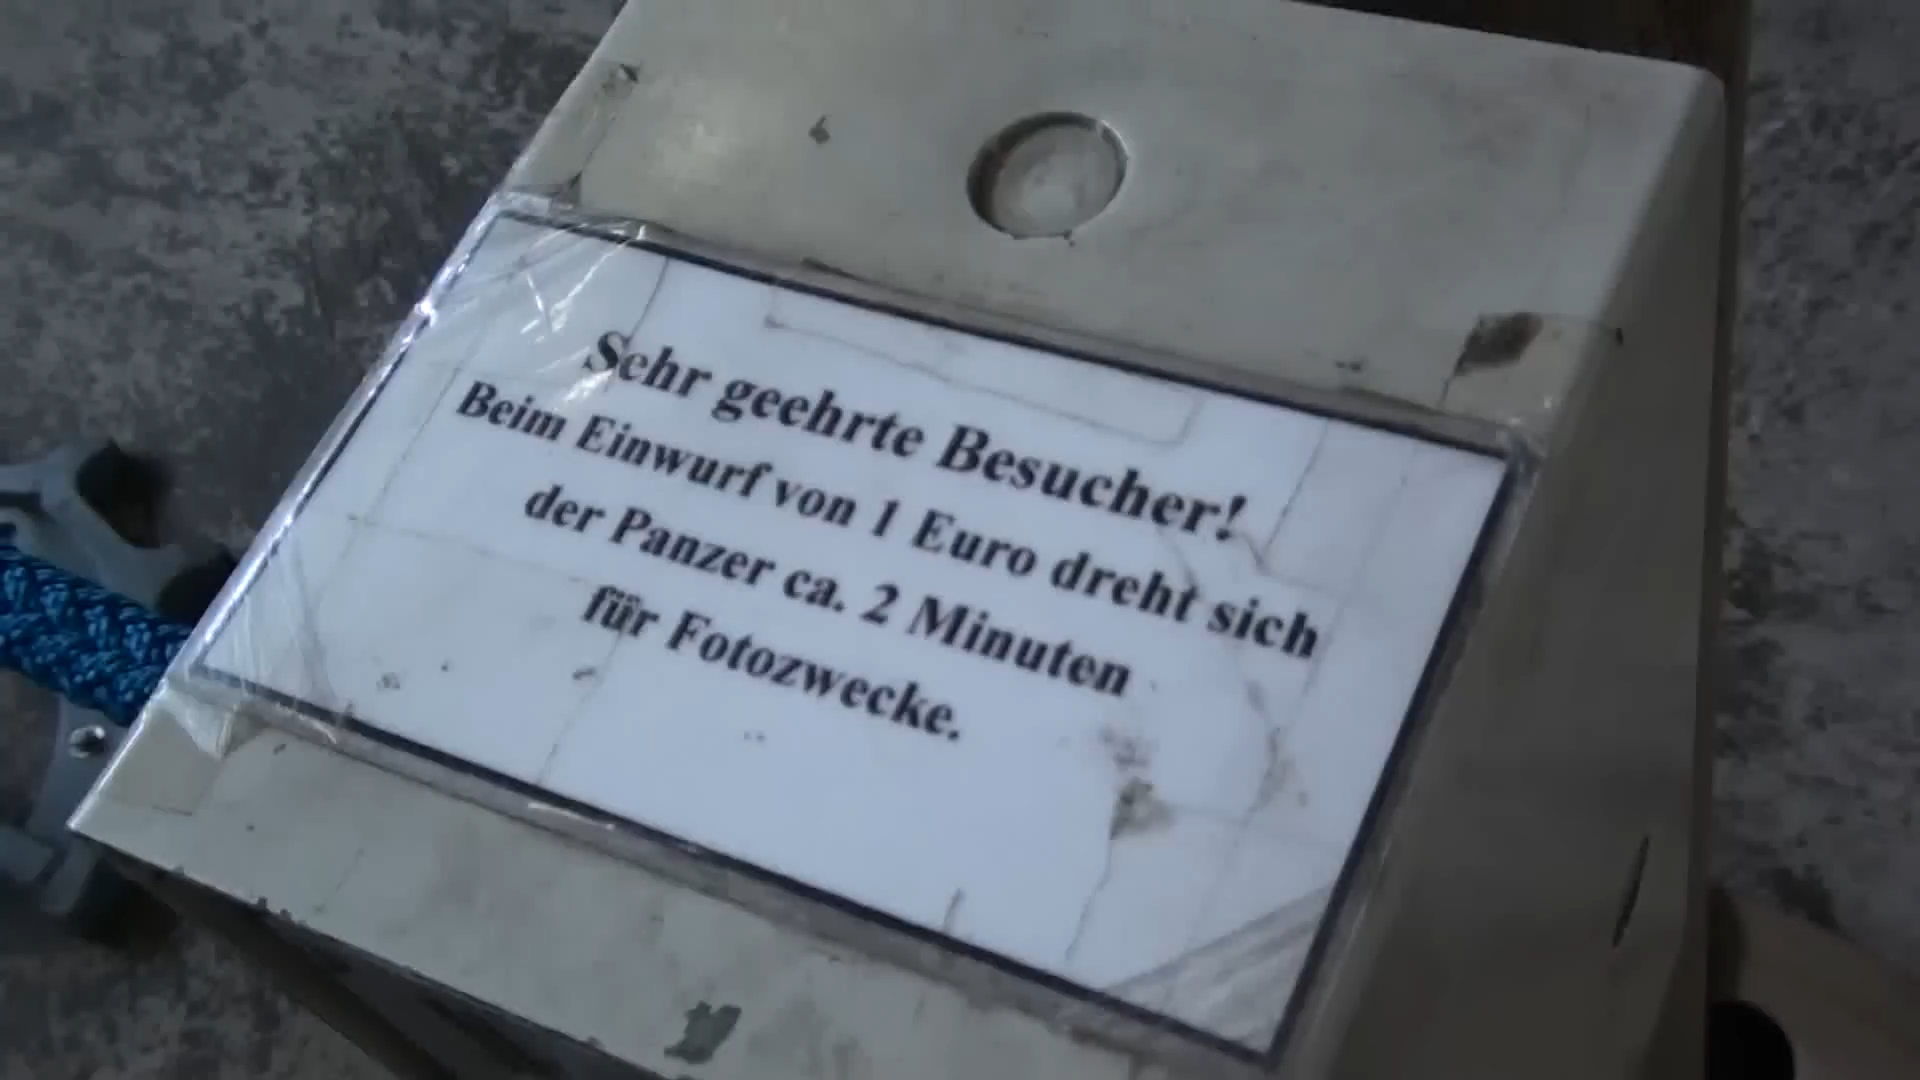 Sehr geehrte Besucher!
Beim Einwurf von 1 Euro dreht sich
der Panzer ca. 2 Minuten
für Fotozwecke.